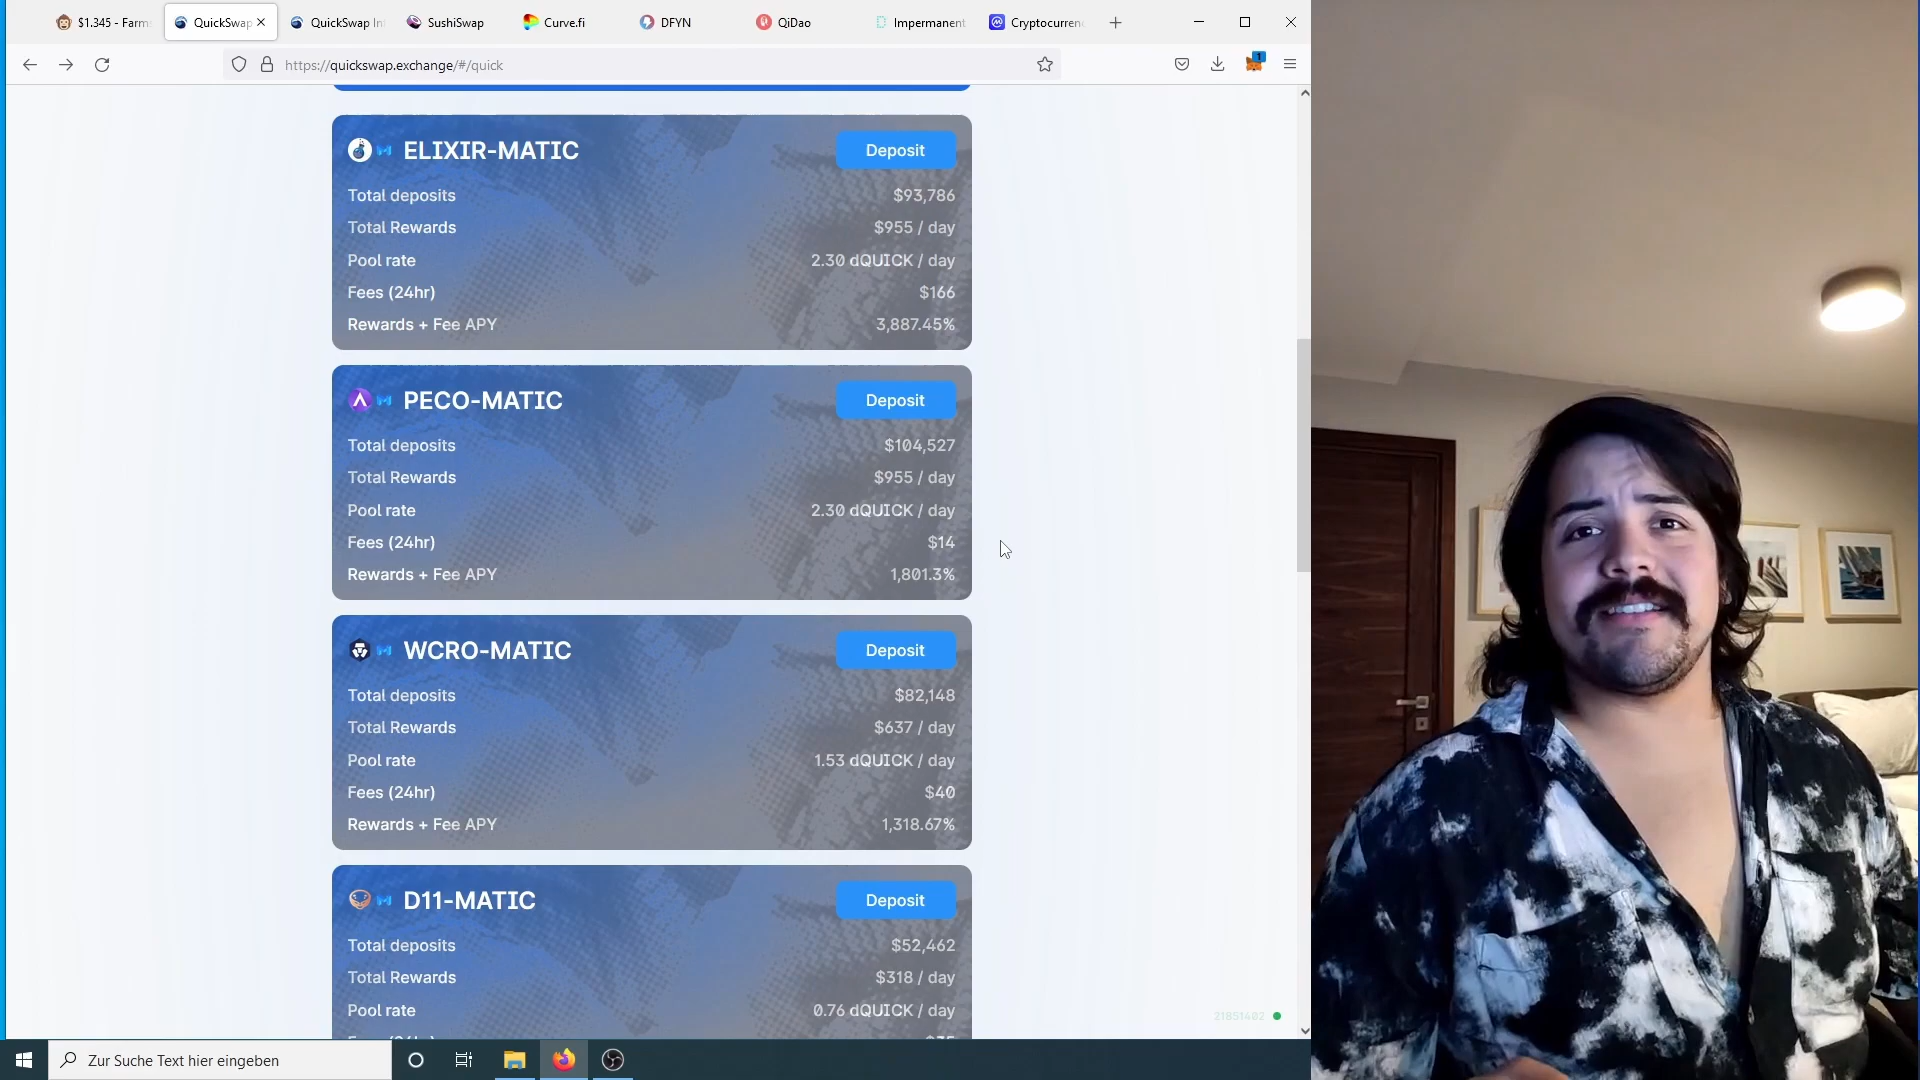 $1.345 - Farms
QuickSwap
QuickSwap Inf
SushiSwap
Curve.fi
DFYN
QiDao
Impermanent
Cryptocurrenc
https://quickswap.exchange/#/quick
1
ELIXIR-MATIC
Deposit
Total deposits $93,786
Total Rewards $955 / day
Pool rate 2.30 dQUICK / day
Fees (24hr) $166
Rewards + Fee APY 3,887.45%
PECO-MATIC
Deposit
Total deposits $104,527
Total Rewards $955 / day
Pool rate 2.30 dQUICK / day
Fees (24hr) $14
Rewards + Fee APY 1,801.3%
WCRO-MATIC
Deposit
Total deposits $82,148
Total Rewards $637 / day
Pool rate 1.53 dQUICK / day
Fees (24hr) $40
Rewards + Fee APY 1,318.67%
D11-MATIC
Deposit
Total deposits $52,462
Total Rewards $318 / day
Pool rate 0.76 dQUICK / day
21851402
Zur Suche Text hier eingeben